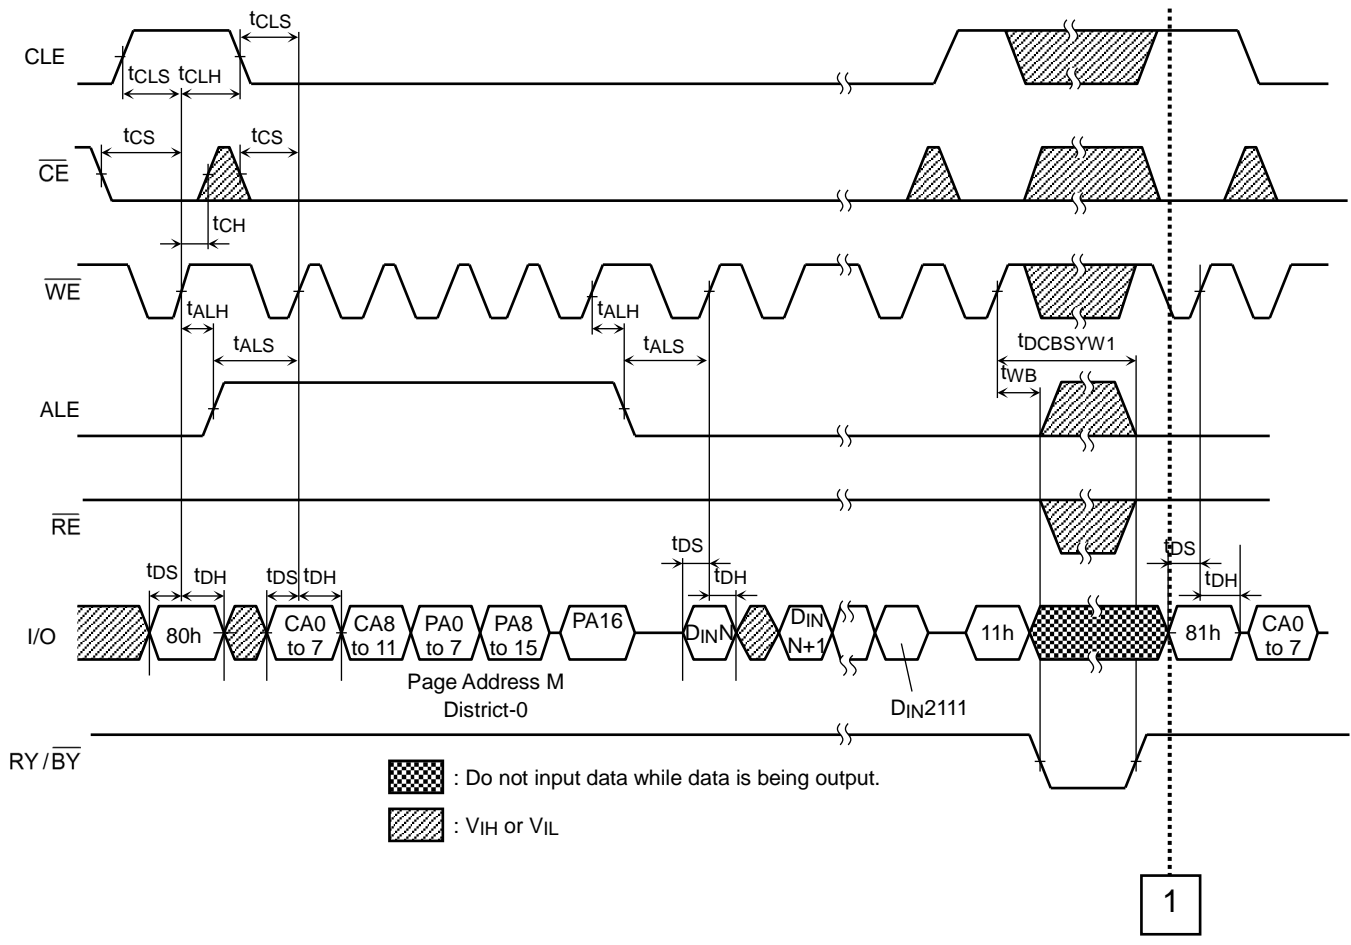 tCLS
CLE
tCLS tCLH
tCS tCS
CE
tCH
WE
tALH tALH
tALS tALS
tDCBSYW1
tWB
ALE
RE
tDS tDH tDS tDH tDS tDH tDS tDH
I/O
80h
CA0 to 7
CA8 to 11
PA0 to 7
PA8 to 15
PA16
DINN
DIN N+1
11h
81h
CA0 to 7
Page Address M
District-0
DIN2111
RY/BY
: Do not input data while data is being output.
: VIH or VIL
1